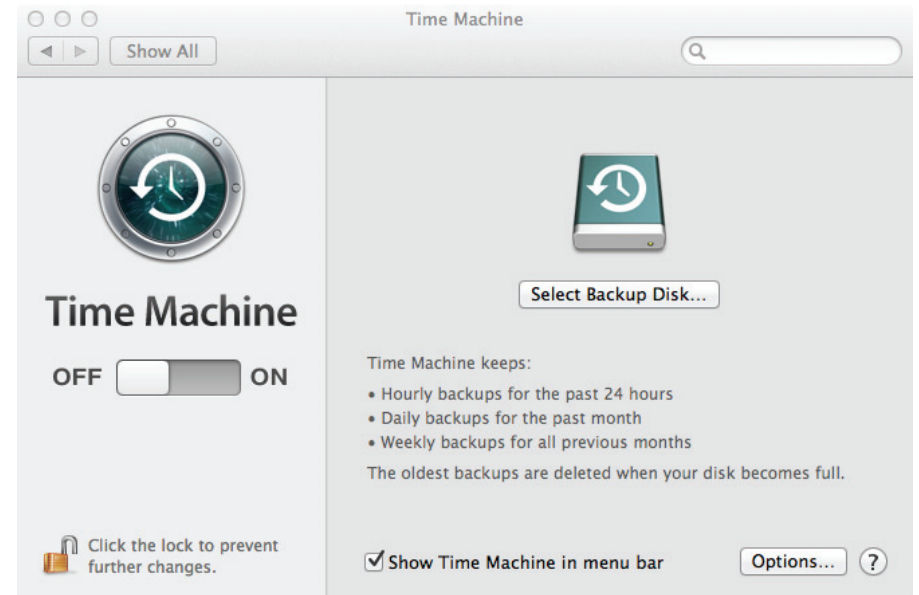 Time Machine
Show All
Time Machine
OFF ON
Select Backup Disk...
Time Machine keeps:
• Hourly backups for the past 24 hours
• Daily backups for the past month
• Weekly backups for all previous months
The oldest backups are deleted when your disk becomes full.
Click the lock to prevent
further changes.
Show Time Machine in menu bar
Options... ?